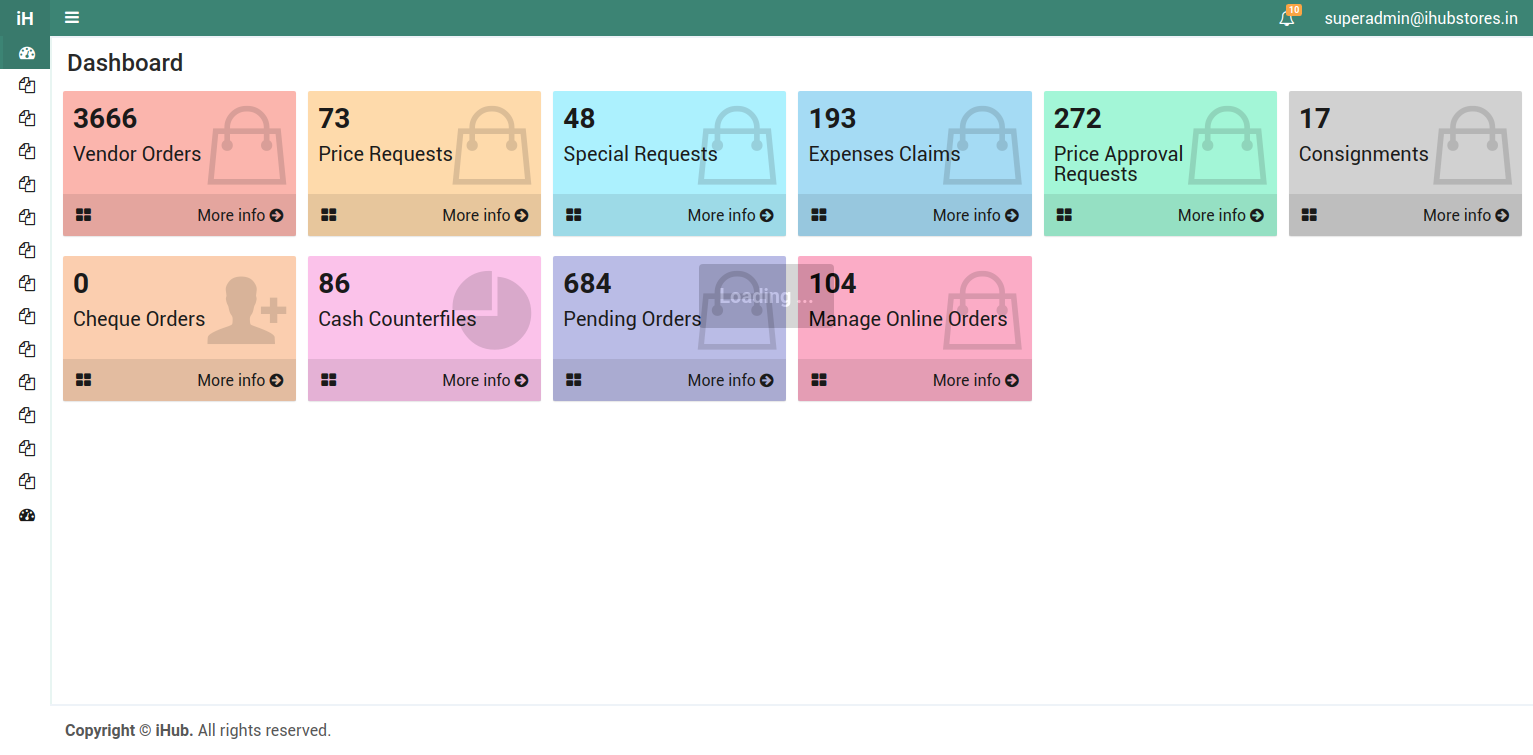 iH
10
superadmin@ihubstores.in
Dashboard
3666
Vendor Orders
More info
73
Price Requests
More info
48
Special Requests
More info
193
Expenses Claims
More info
272
Price Approval
Requests
More info
17
Consignments
More info
0
Cheque Orders
More info
86
Cash Counterfiles
More info
684
Pending Orders
More info
Loading ...
104
Manage Online Orders
More info
Copyright © iHub. All rights reserved.